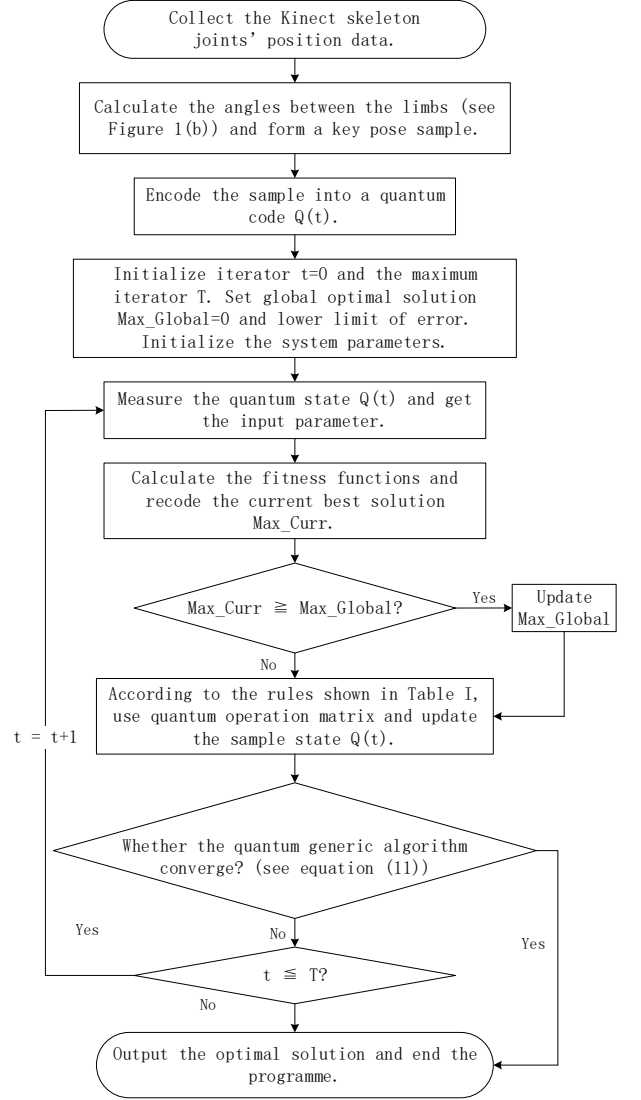 Collect the Kinect skeleton
joints' position data.
Calculate the angles between the limbs (see
Figure 1(b)) and form a key pose sample.
Encode the sample into a quantum
code Q(t).
Initialize iterator t=0 and the maximum
iterator T. Set global optimal solution
Max_Global=0 and lower limit of error.
Initialize the system parameters.
Measure the quantum state Q(t) and get
the input parameter.
Calculate the fitness functions and
recode the current best solution
Max_Curr.
Max_Curr ≧ Max_Global?
Yes
Update
Max_Global
No
According to the rules shown in Table I,
use quantum operation matrix and update
the sample state Q(t).
t = t+1
Whether the quantum generic algorithm
converge? (see equation (11))
Yes
No
Yes
t ≦ T?
No
Output the optimal solution and end the
programme.